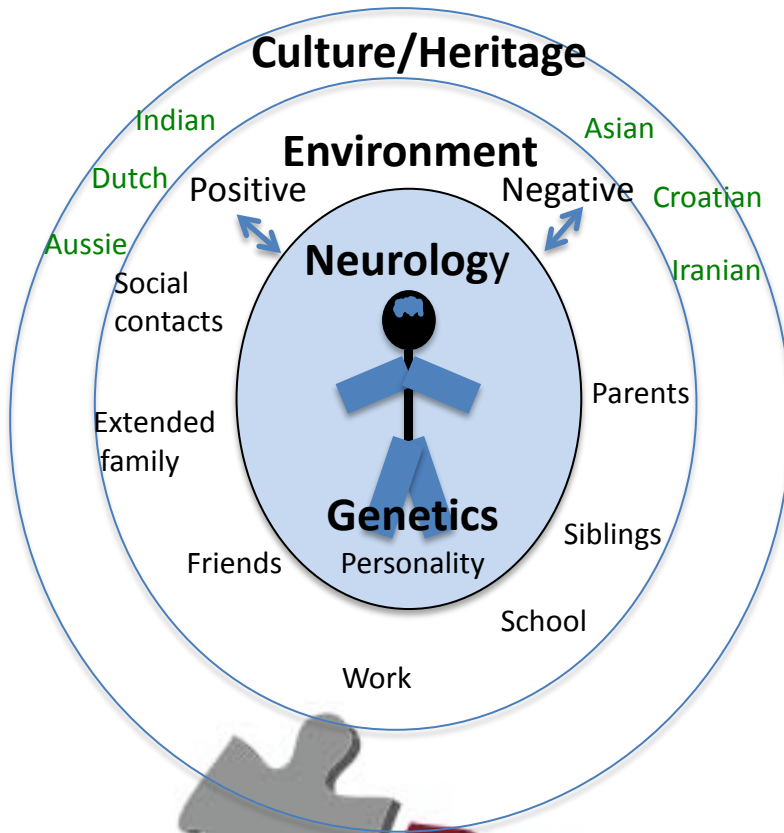 Culture/Heritage
Indian
Asian
Environment
Dutch
Positive
Negative
Croatian
Aussie
Neurology
Iranian
Social
contacts
Parents
Extended
family
Genetics
Siblings
Friends
Personality
School
Work